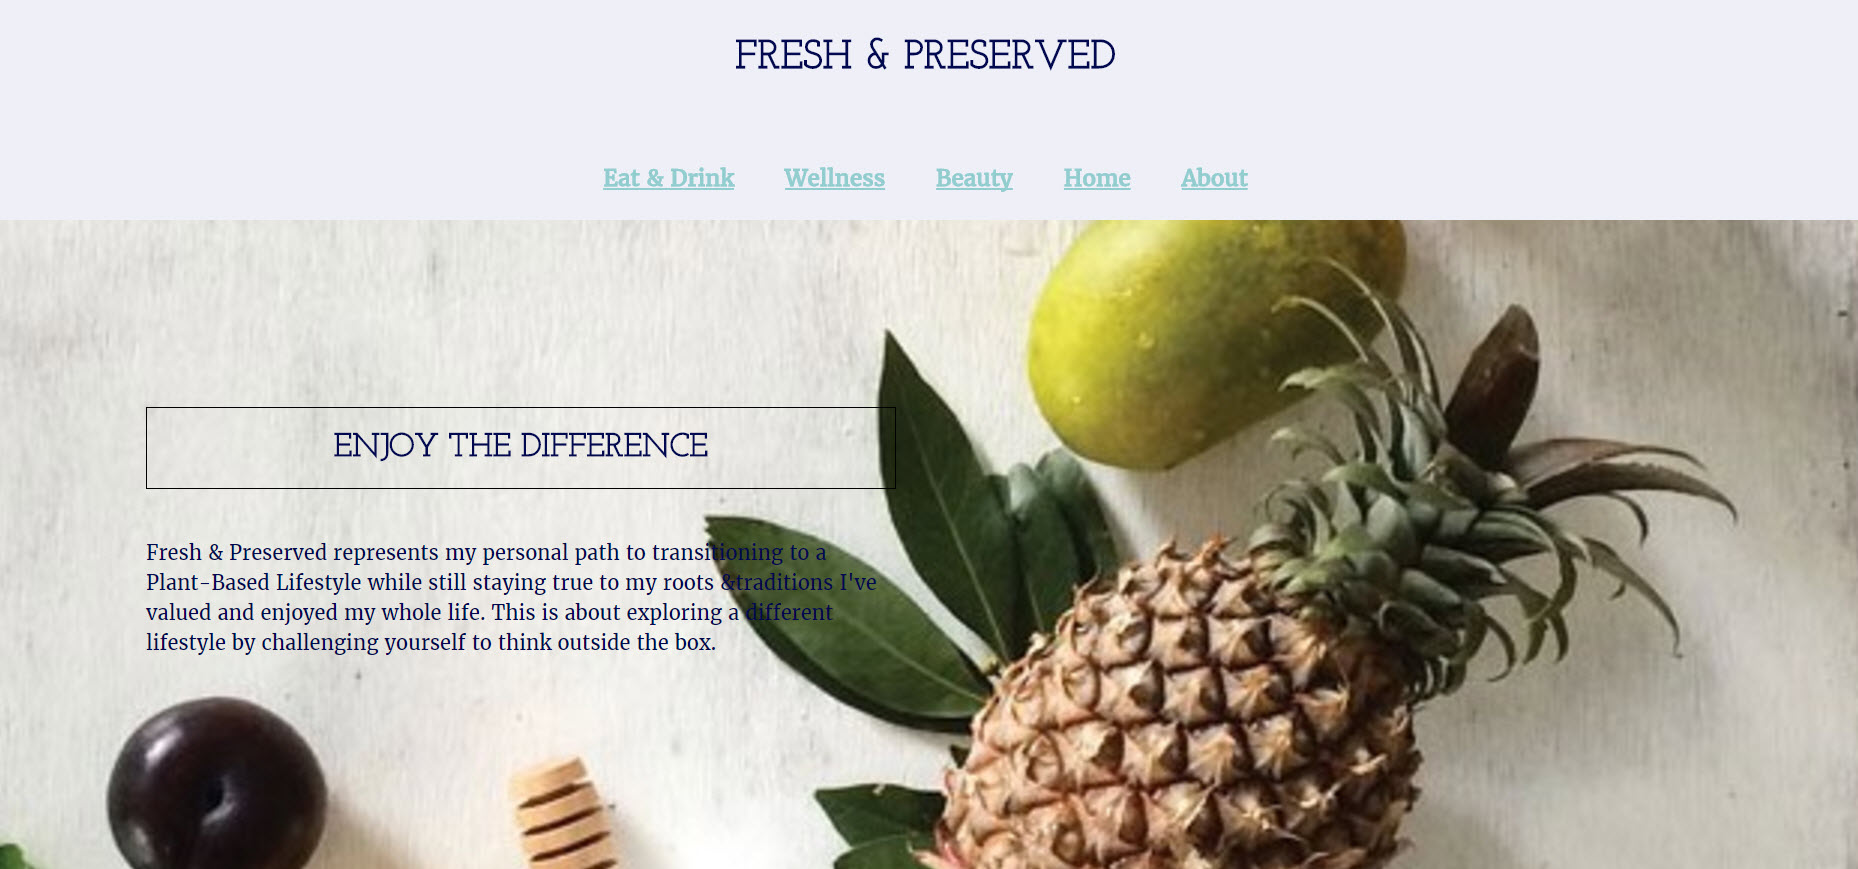 FRESH & PRESERVED
Eat & Drink Wellness Beauty Home About
ENJOY THE DIFFERENCE
Fresh & Preserved represents my personal path to transitioning to a
Plant-Based Lifestyle while still staying true to my roots &traditions I've
valued and enjoyed my whole life. This is about exploring a different
lifestyle by challenging yourself to think outside the box.